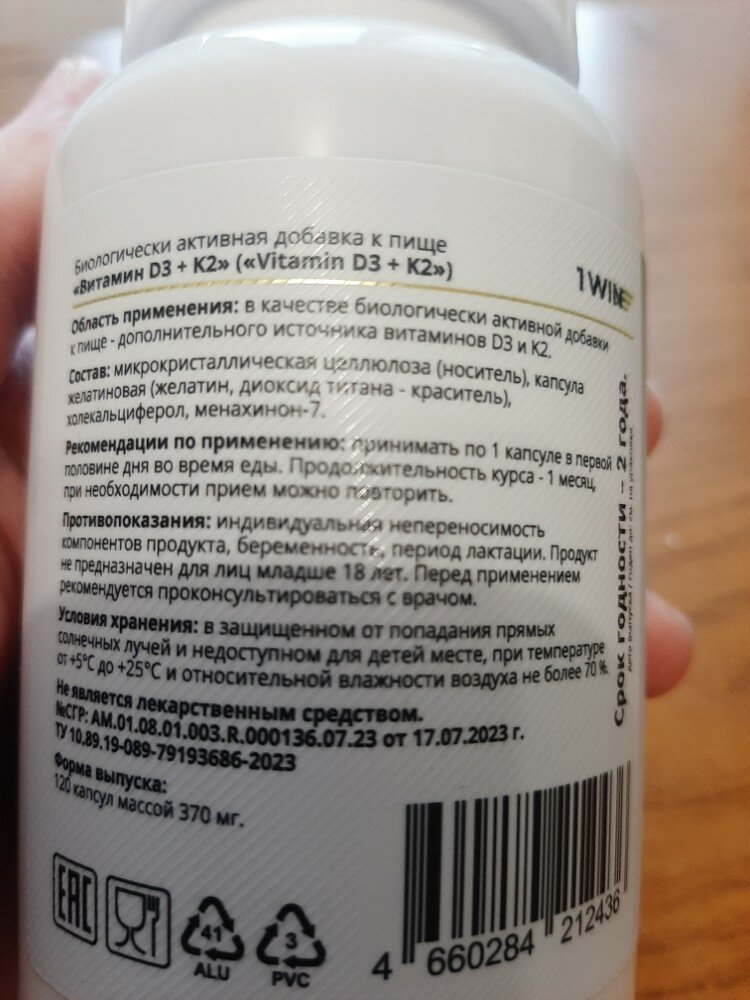 Биологически активная добавка к пище
«Витамин D3 + K2» («Vitamin D3 + K2»)
1WIN
Область применения: в качестве биологически активной добавки
к пище - дополнительного источника витаминов D3 и K2.
Состав: микрокристаллическая целлюлоза (носитель), капсула
желатиновая (желатин, диоксид титана - краситель),
холекальциферол, менахинон-7.
Рекомендации по применению: принимать по 1 капсуле в первой
половине дня во время еды. Продолжительность курса - 1 месяц,
при необходимости прием можно повторить.
Противопоказания: индивидуальная непереносимость
компонентов продукта, беременность, период лактации. Продукт
не предназначен для лиц младше 18 лет. Перед применением
рекомендуется проконсультироваться с врачом.
Условия хранения: в защищенном от попадания прямых
солнечных лучей и недоступном для детей месте, при температуре
от +5°C до +25°C и относительной влажности воздуха не более 70 %.
Не является лекарственным средством.
№СГР: AM.01.08.01.003.R.000136.07.23 от 17.07.2023 г.
ТУ 10.89.19-089-79193686-2023
Форма выпуска:
120 капсул массой 370 мг.
Срок годности – 2 года.
Дата выпуска / Годен до: см. на упаковке
EAC
41
ALU
3
PVC
4 660284 212436